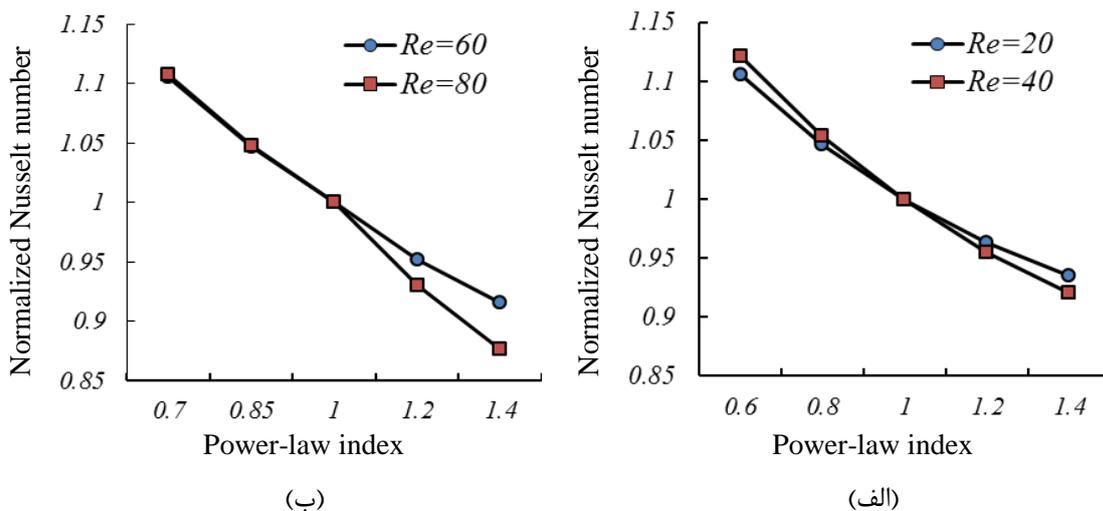 1.15
1.1
1.05
1
0.95
0.9
0.85
Normalized Nusselt number
Re=60
Re=80
0.7 0.85 1 1.2 1.4
Power-law index
(ب)
1.15
1.1
1.05
1
0.95
0.9
0.85
Normalized Nusselt number
Re=20
Re=40
0.6 0.8 1 1.2 1.4
Power-law index
(الف)